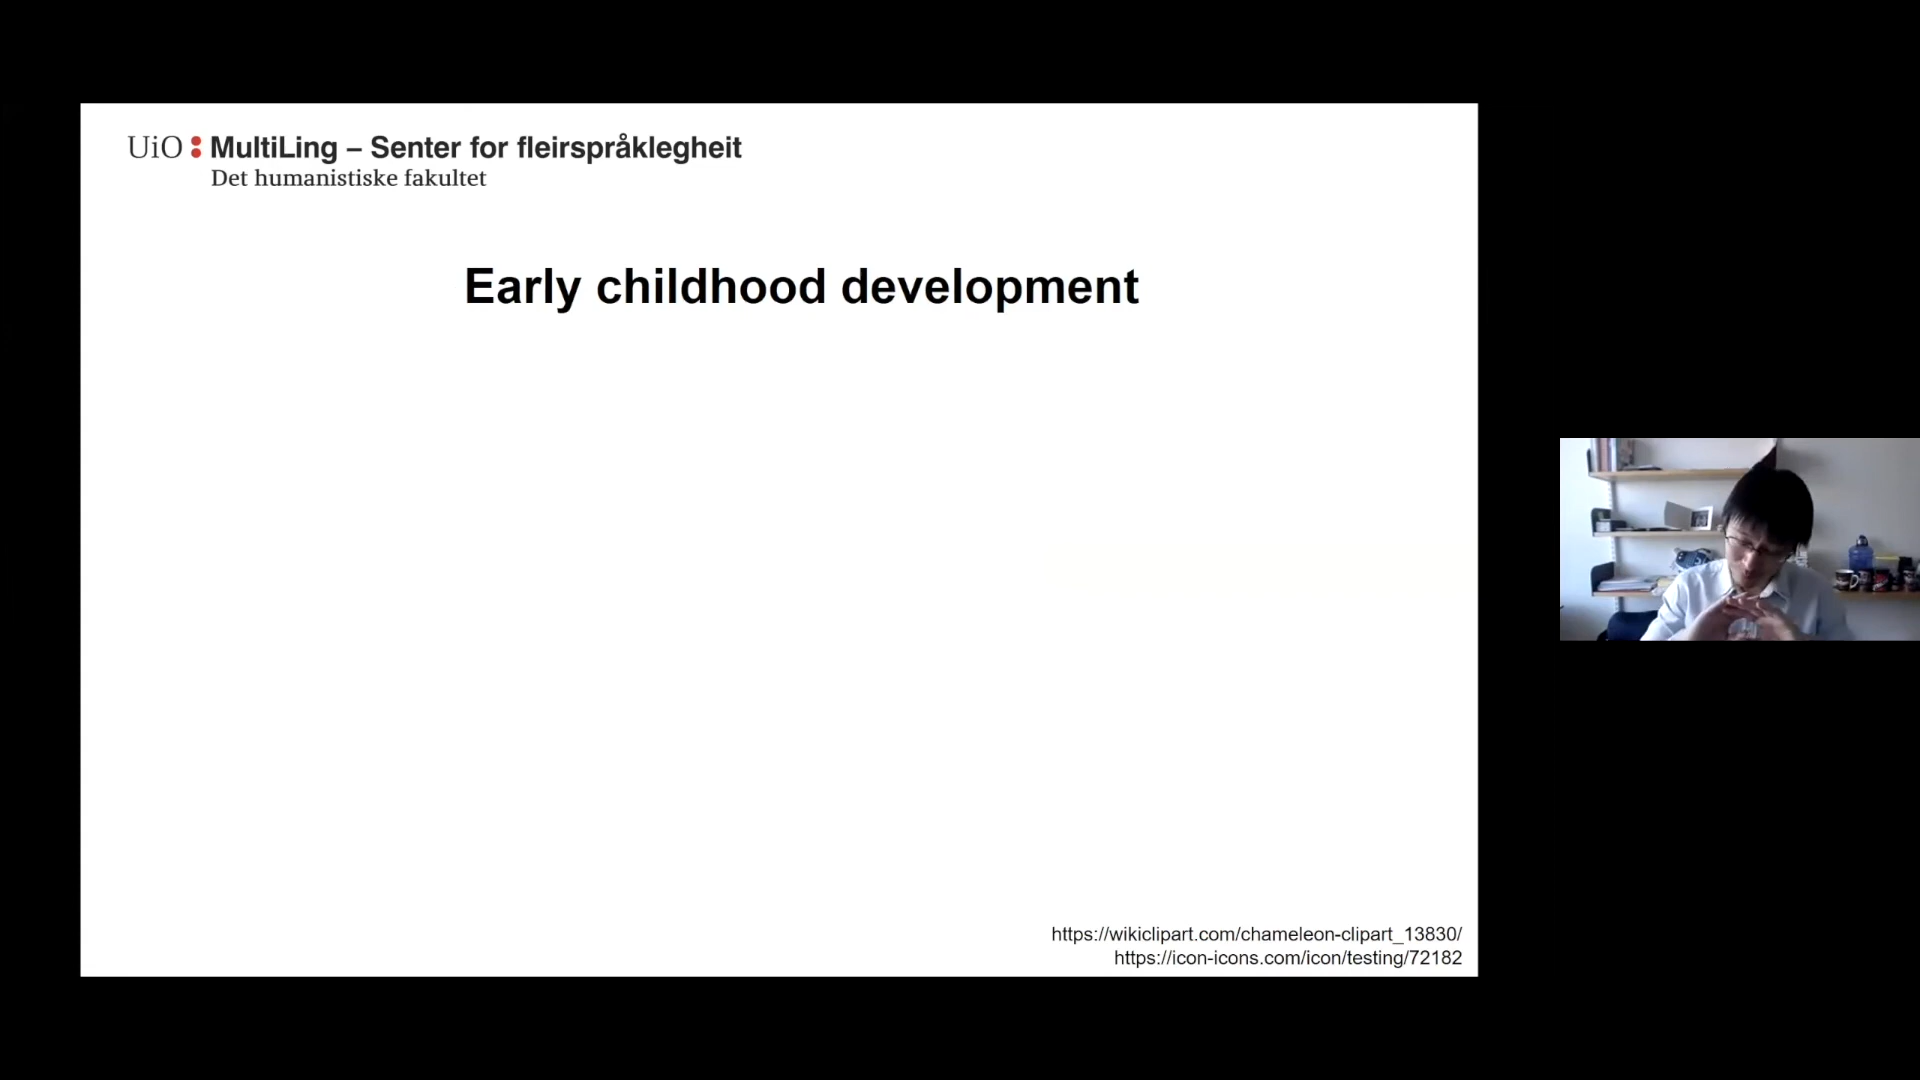 UiO : MultiLing – Senter for fleirspråklegheit
Det humanistiske fakultet
Early childhood development
https://wikiclipart.com/chameleon-clipart_13830/
https://icon-icons.com/icon/testing/72182